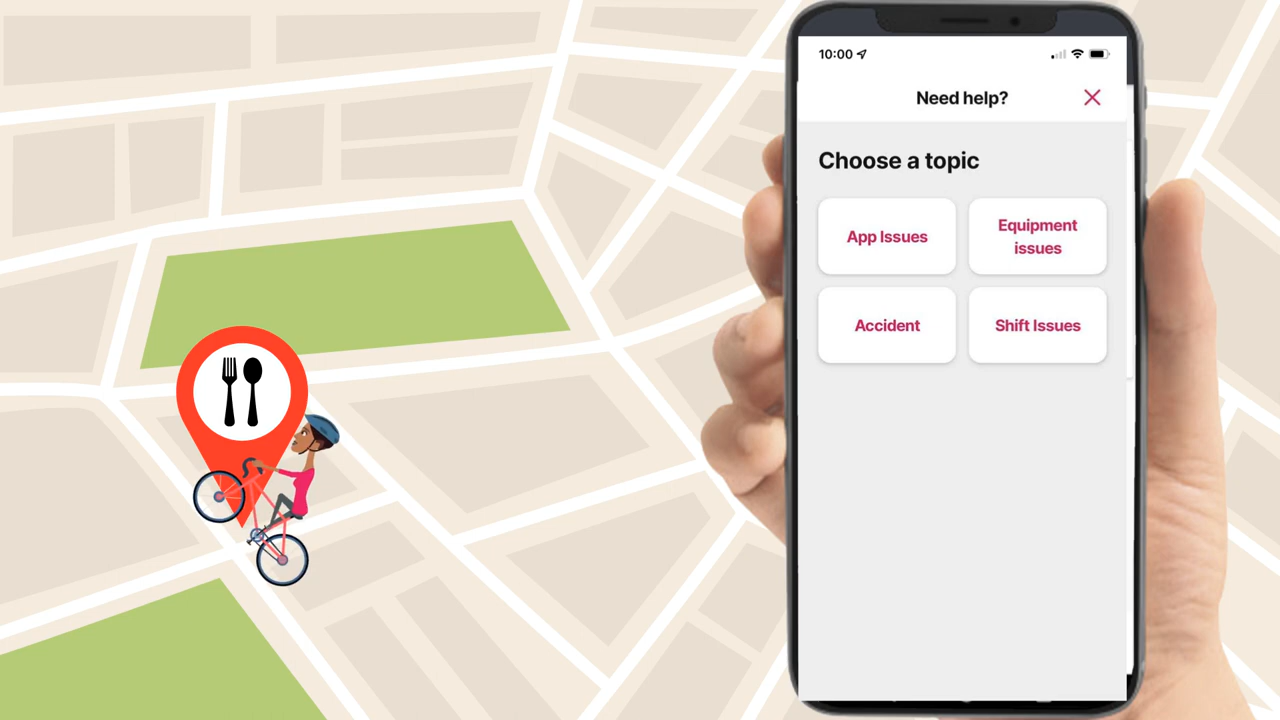 10:00
Need help?
Choose a topic
App Issues
Equipment
issues
Accident
Shift Issues